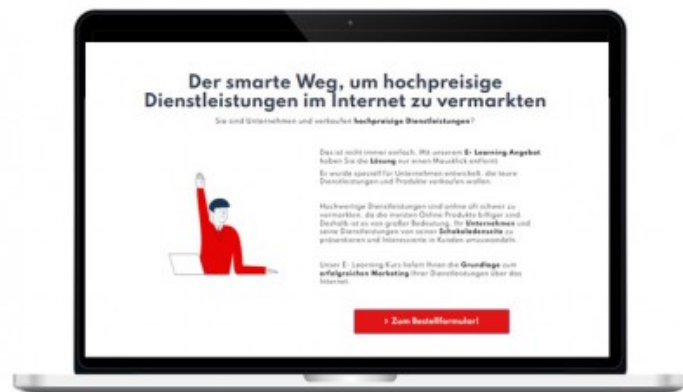 Der smarte Weg, um hochpreisige
Dienstleistungen im Internet zu vermarkten
Sie sind Unternehmen und verkaufen hochpreisige Dienstleistungen?
Das ist nicht immer einfach. Mit unserem E- Learning Angebot
haben Sie die Lösung nur einen Mausklick entfernt.
Es wurde speziell für Unternehmen entwickelt, die teure
Dienstleistungen und Produkte verkaufen wollen.
Hochwertige Dienstleistungen sind online oft schwer zu
vermarkten, da die meisten Online Produkte billiger sind.
Deshalb ist es von großer Bedeutung, Ihr Unternehmen und
seine Dienstleistungen von seiner Schokoladenseite zu
präsentieren und Interessierte in Kunden umzuwandeln.
Unser E- Learning Kurs liefert Ihnen die Grundlage zum
erfolgreichen Marketing Ihrer Dienstleistungen über das
Internet.
> Zum Bestellformular!